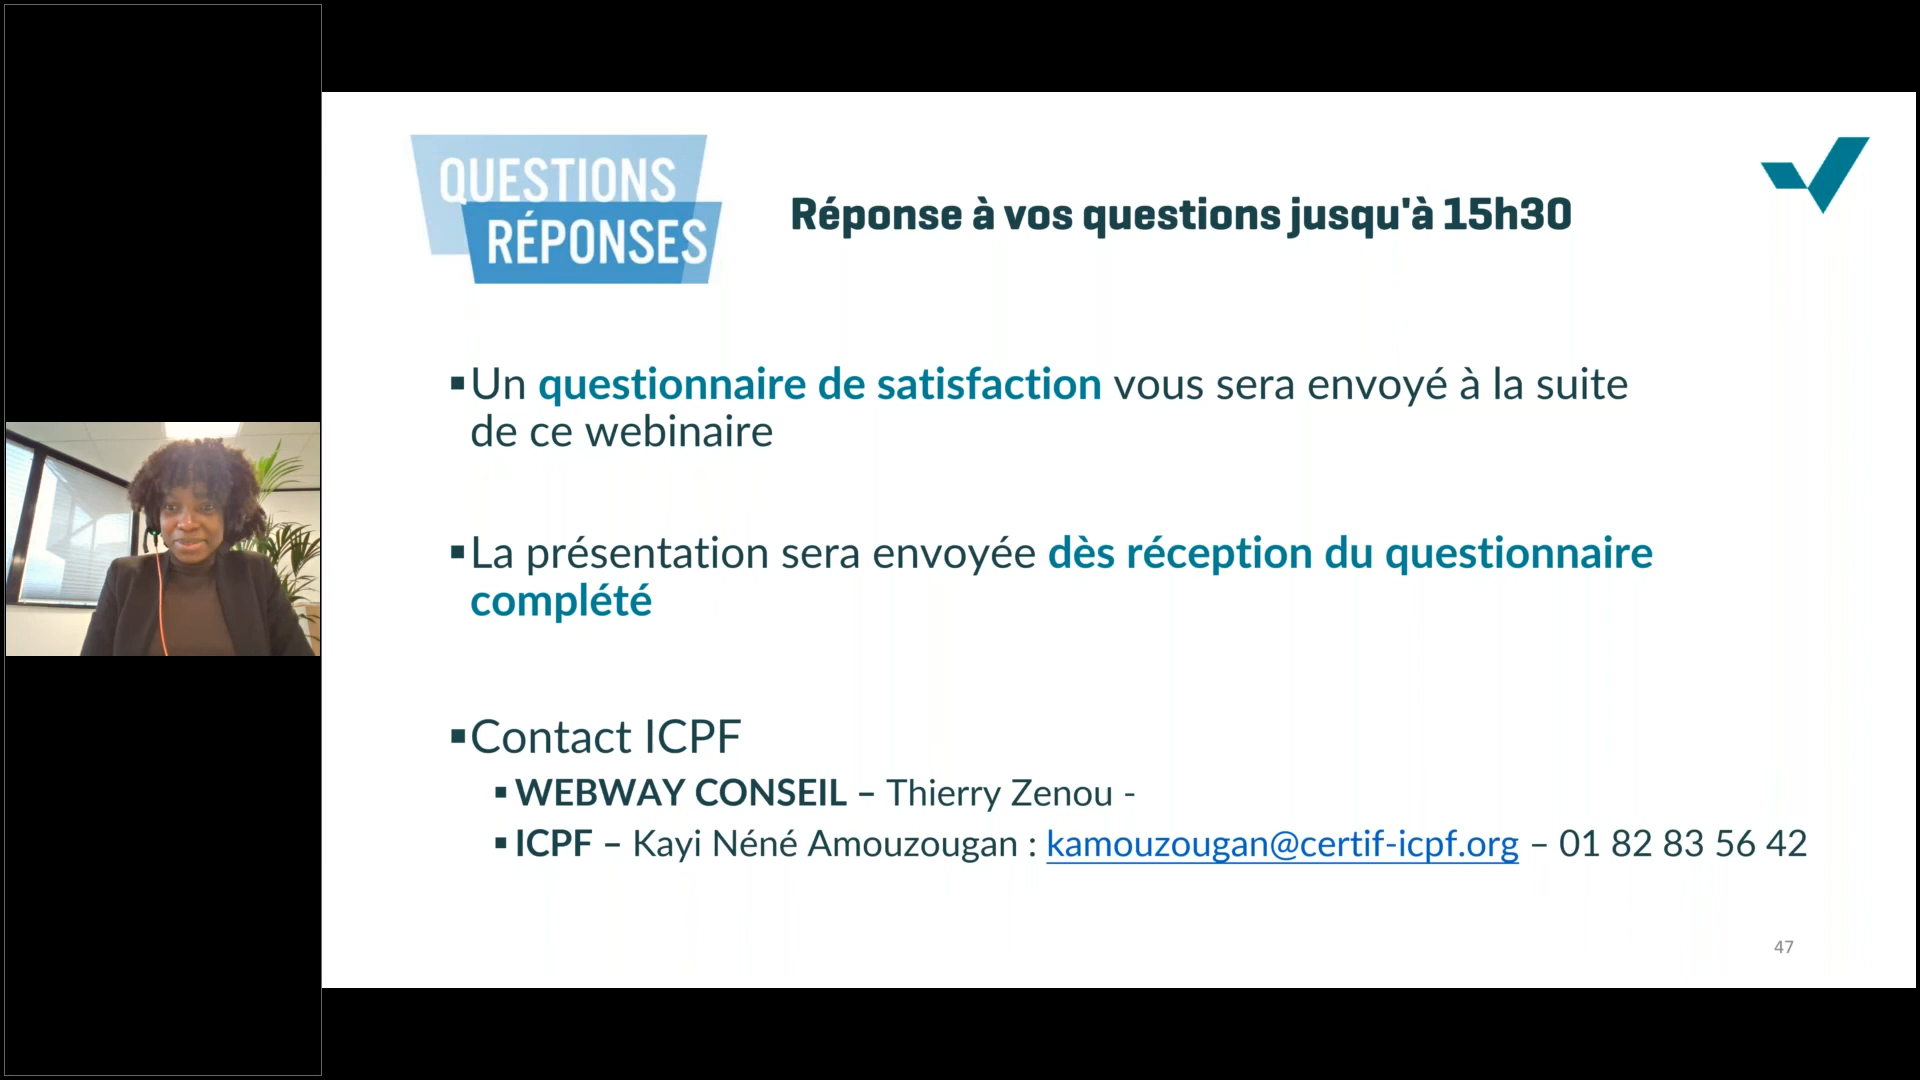 QUESTIONS
RÉPONSES
Réponse à vos questions jusqu'à 15h30
▪Un questionnaire de satisfaction vous sera envoyé à la suite
de ce webinaire
▪La présentation sera envoyée dès réception du questionnaire
complété
▪Contact ICPF
▪WEBWAY CONSEIL – Thierry Zenou -
▪ICPF – Kayi Néné Amouzougan : kamouzougan@certif-icpf.org – 01 82 83 56 42
47